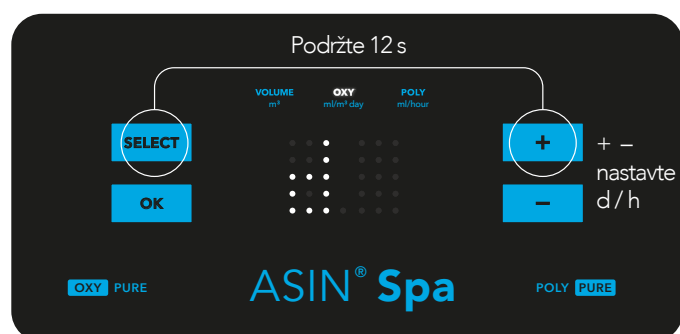 Podržte 12 s
VOLUME OXY POLY
m³ ml/m³ day ml/hour
SELECT + + –
nastavte
d / h
d
OK –
OXY PURE ASIN® Spa POLY PURE